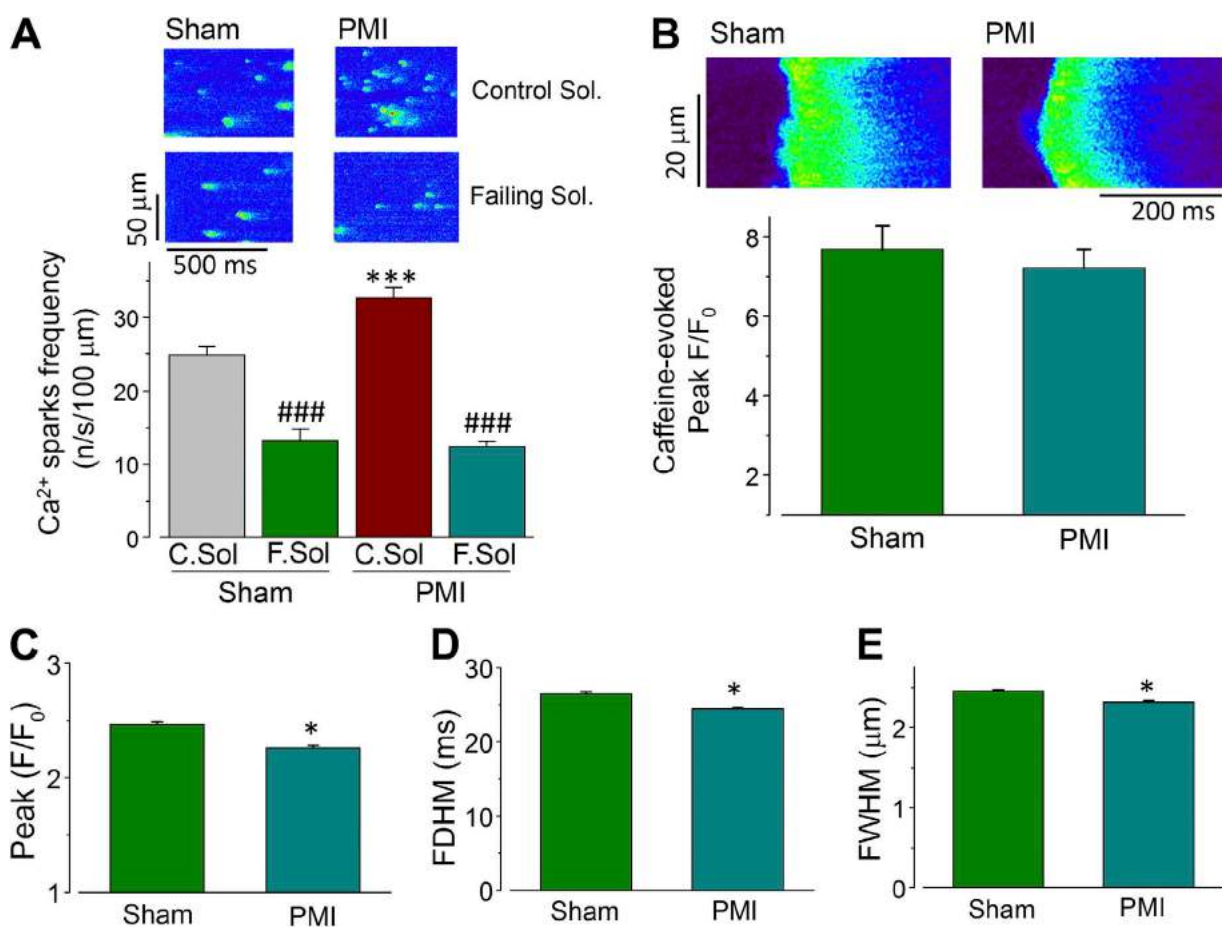 A
Sham
PMI
Control Sol.
Failing Sol.
50 μm
500 ms
Ca²⁺ sparks frequency
(n/s/100 μm)
30
20
10
0
###
***
###
C.Sol
F.Sol
C.Sol
F.Sol
Sham
PMI
B
Sham
PMI
20 μm
200 ms
Caffeine-evoked
Peak F/F₀
8
6
4
2
Sham
PMI
C
Peak (F/F₀)
3
2
1
*
Sham
PMI
D
FDHM (ms)
30
20
10
0
*
Sham
PMI
E
FWHM (μm)
2
1
0
*
Sham
PMI